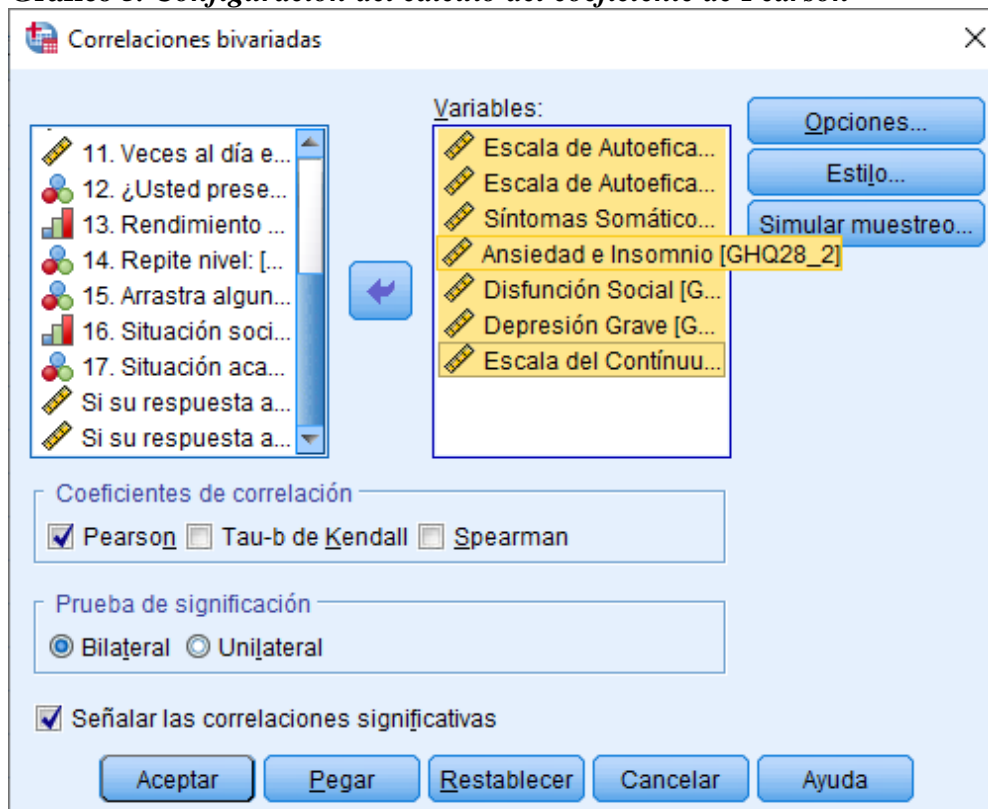 Correlaciones bivariadas
Variables:
11. Veces al día e...
12. ¿Usted prese...
13. Rendimiento ...
14. Repite nivel: [...
15. Arrastra algun...
16. Situación soci...
17. Situación aca...
Si su respuesta a...
Si su respuesta a...
Escala de Autoefica...
Escala de Autoefica...
Síntomas Somático...
Ansiedad e Insomnio [GHQ28_2]
Disfunción Social [G...
Depresión Grave [G...
Escala del Contínuu...
Opciones...
Estilo...
Simular muestreo...
Coeficientes de correlación
Pearson Tau-b de Kendall Spearman
Prueba de significación
Bilateral Unilateral
Señalar las correlaciones significativas
Aceptar Pegar Restablecer Cancelar Ayuda